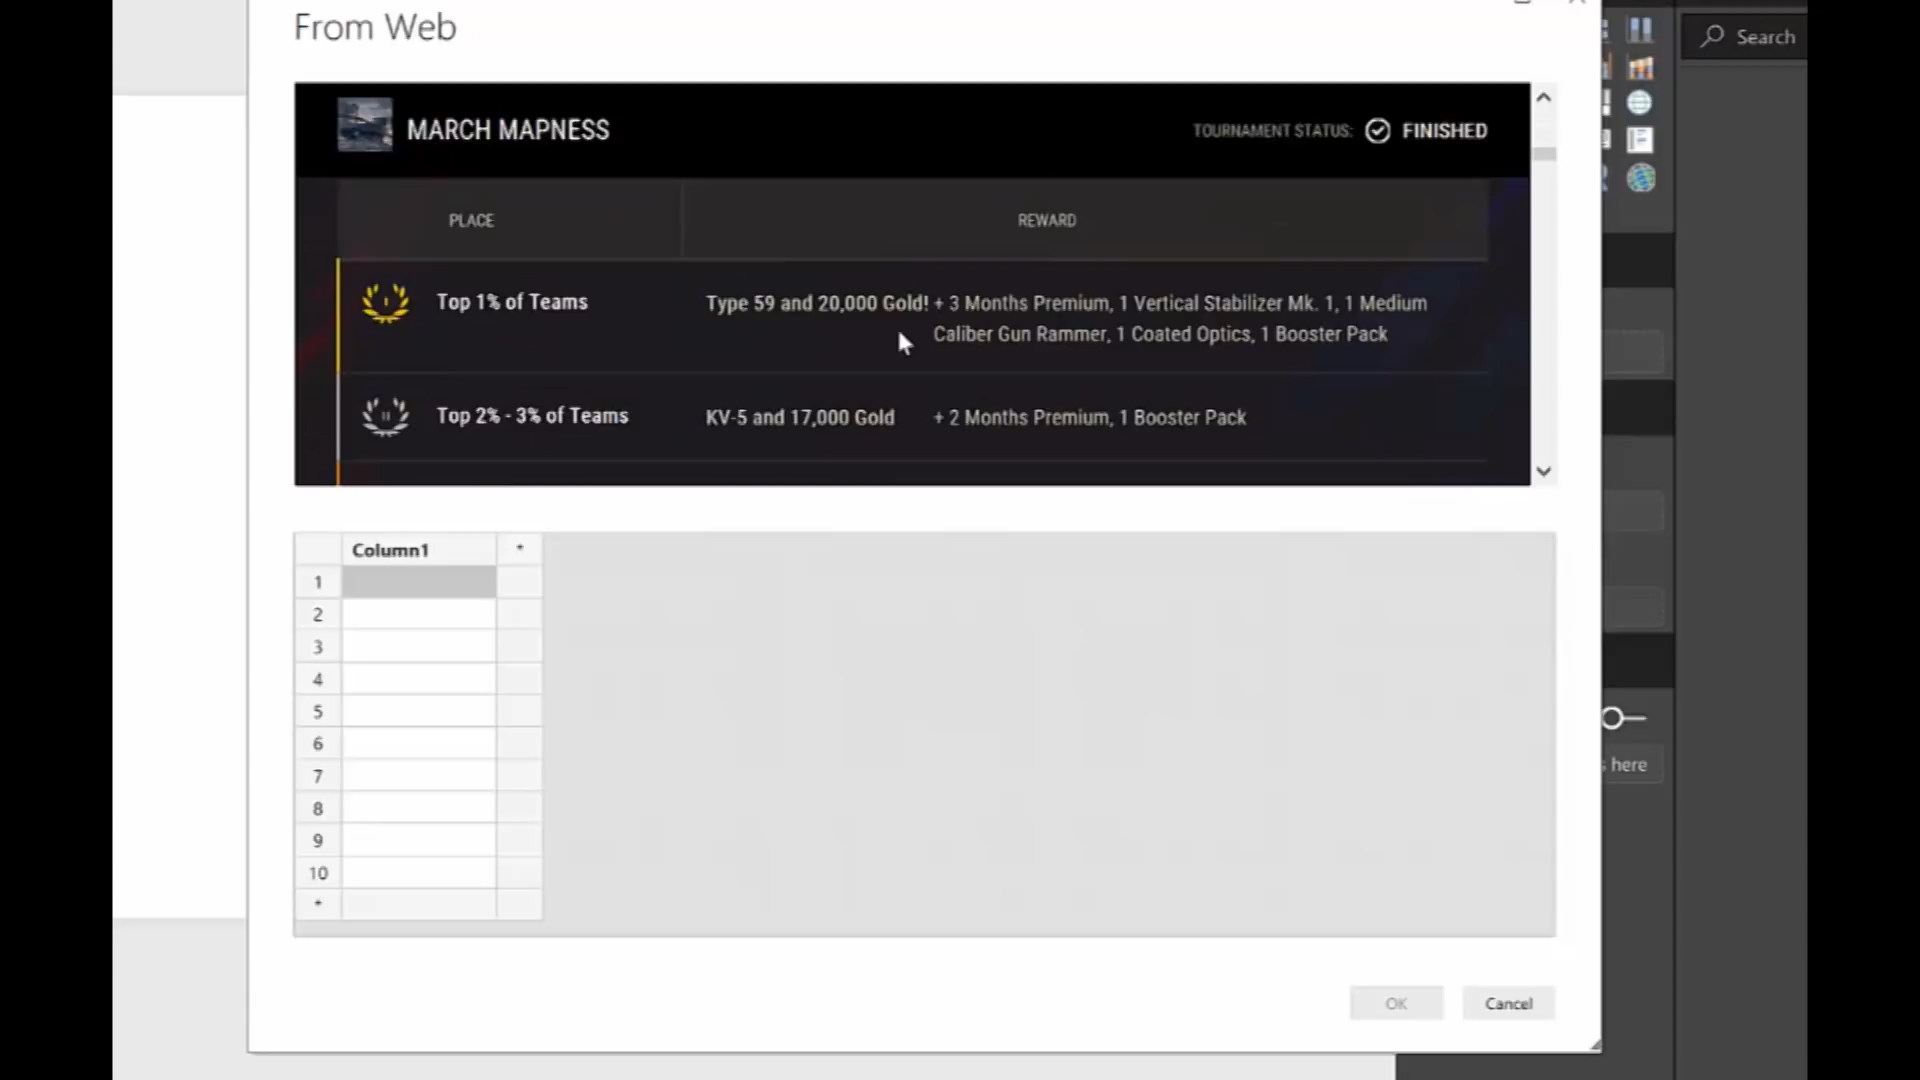 From Web
Search
MARCH MAPNESS
TOURNAMENT STATUS: FINISHED
PLACE REWARD
I
Top 1% of Teams
Type 59 and 20,000 Gold! + 3 Months Premium, 1 Vertical Stabilizer Mk. 1, 1 Medium
Caliber Gun Rammer, 1 Coated Optics, 1 Booster Pack
II
Top 2% - 3% of Teams
KV-5 and 17,000 Gold + 2 Months Premium, 1 Booster Pack
Column1 *
1
2
3
4
5
6
7
8
9
10
*
s here
OK Cancel